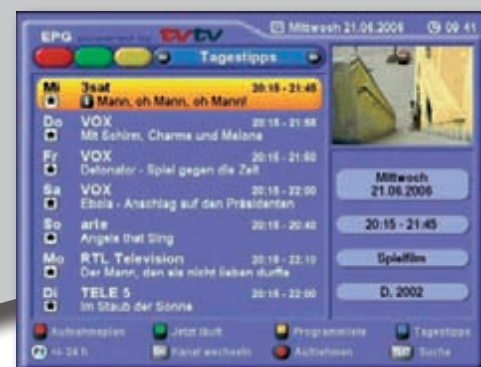 EPG powered by tvtv Mittwoch 21.06.2006 09 41
Tagestipps
Mi 3sat 20:15 - 21:45
Mann, oh Mann, oh Mann!
Do VOX 20:15 - 21:55
Mit Schirm, Charme und Melone
Fr VOX 20:15 - 21:50
Detonator - Spiel gegen die Zeit
Sa VOX 20:15 - 22:00
Ebola - Anschlag auf den Präsidenten
So arte 20:15 - 20:40
Angels that Sing
Mo RTL Television 20:15 - 22:10
Der Mann, den sie nicht lieben durfte
Di TELE 5 20:15 - 22:00
Im Staub der Sonne
Mittwoch
21.06.2006
20:15 - 21:45
Spielfilm
D, 2002
Aufnahmeplan Jetzt läuft Programmliste Tagestipps
24 h Kanal wechseln Aufnehmen TEXT Suche